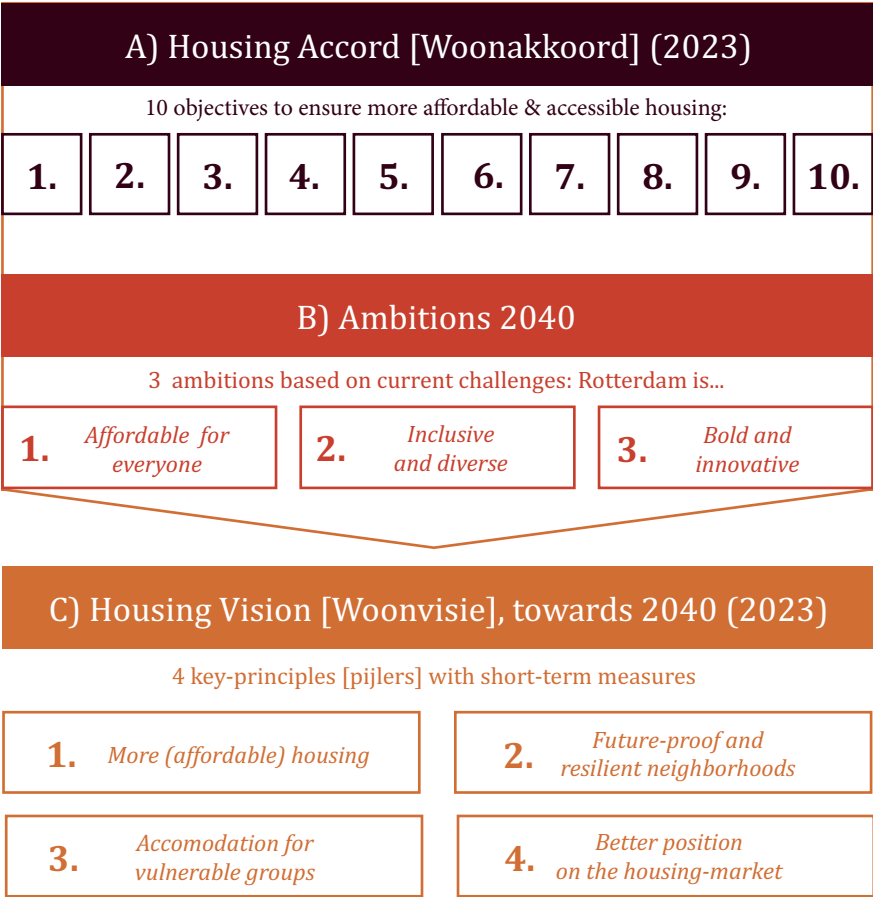 A) Housing Accord [Woonakkoord] (2023)
10 objectives to ensure more affordable & accessible housing:
1. 2. 3. 4. 5. 6. 7. 8. 9. 10.
B) Ambitions 2040
3 ambitions based on current challenges: Rotterdam is...
1. Affordable for
everyone
2. Inclusive
and diverse
3. Bold and
innovative
C) Housing Vision [Woonvisie], towards 2040 (2023)
4 key-principles [pijlers] with short-term measures
1. More (affordable) housing
2. Future-proof and
resilient neighborhoods
3. Accomodation for
vulnerable groups
4. Better position
on the housing-market